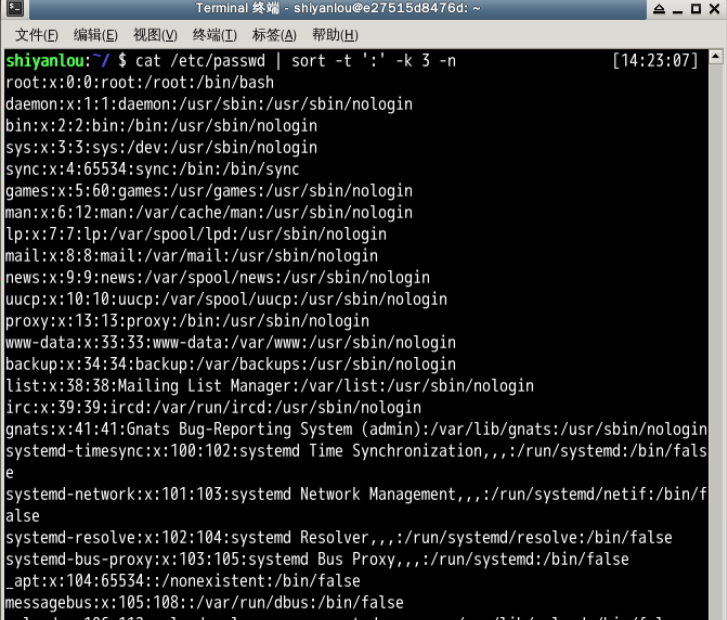 Terminal 终端 - shiyanlou@e27515d8476d: ~
文件(F) 编辑(E) 视图(V) 终端(T) 标签(A) 帮助(H)
shiyanlou:~/ $ cat /etc/passwd | sort -t ':' -k 3 -n [14:23:07]
root:x:0:0:root:/root:/bin/bash
daemon:x:1:1:daemon:/usr/sbin:/usr/sbin/nologin
bin:x:2:2:bin:/bin:/usr/sbin/nologin
sys:x:3:3:sys:/dev:/usr/sbin/nologin
sync:x:4:65534:sync:/bin:/bin/sync
games:x:5:60:games:/usr/games:/usr/sbin/nologin
man:x:6:12:man:/var/cache/man:/usr/sbin/nologin
lp:x:7:7:lp:/var/spool/lpd:/usr/sbin/nologin
mail:x:8:8:mail:/var/mail:/usr/sbin/nologin
news:x:9:9:news:/var/spool/news:/usr/sbin/nologin
uucp:x:10:10:uucp:/var/spool/uucp:/usr/sbin/nologin
proxy:x:13:13:proxy:/bin:/usr/sbin/nologin
www-data:x:33:33:www-data:/var/www:/usr/sbin/nologin
backup:x:34:34:backup:/var/backups:/usr/sbin/nologin
list:x:38:38:Mailing List Manager:/var/list:/usr/sbin/nologin
irc:x:39:39:ircd:/var/run/ircd:/usr/sbin/nologin
gnats:x:41:41:Gnats Bug-Reporting System (admin):/var/lib/gnats:/usr/sbin/nologin
systemd-timesync:x:100:102:systemd Time Synchronization,,,:/run/systemd:/bin/fals
e
systemd-network:x:101:103:systemd Network Management,,,:/run/systemd/netif:/bin/f
alse
systemd-resolve:x:102:104:systemd Resolver,,,:/run/systemd/resolve:/bin/false
systemd-bus-proxy:x:103:105:systemd Bus Proxy,,,:/run/systemd:/bin/false
_apt:x:104:65534::/nonexistent:/bin/false
messagebus:x:105:108::/var/run/dbus:/bin/false